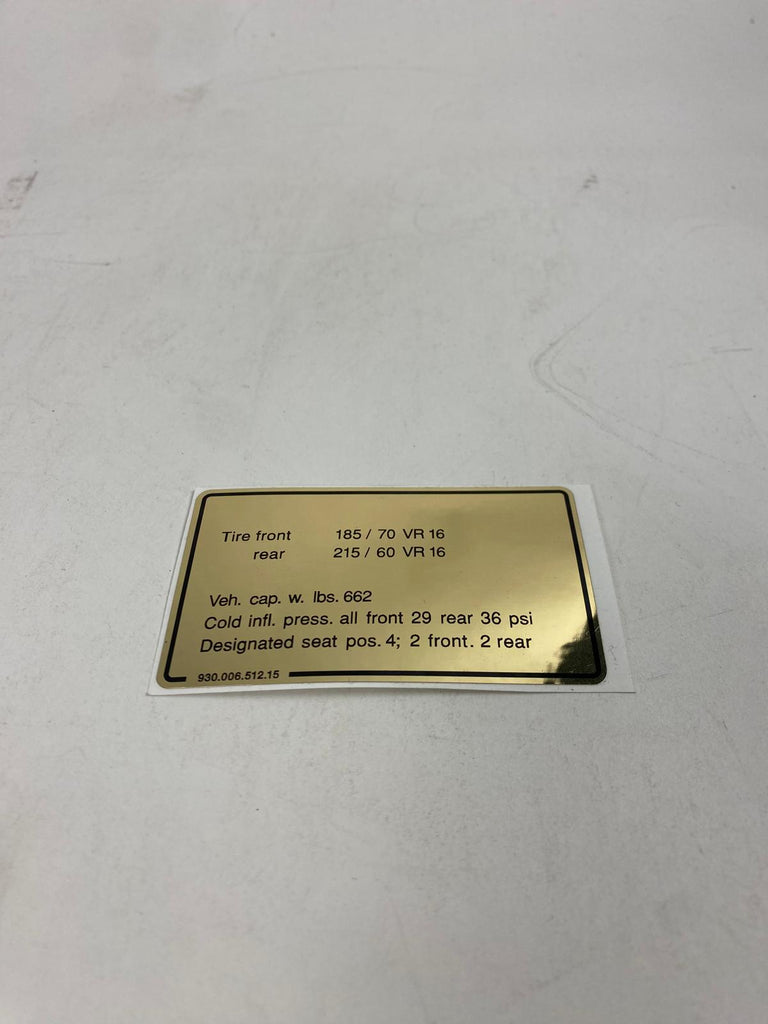 Tire front 185 / 70 VR 16
rear 215 / 60 VR 16
Veh. cap. w. lbs. 662
Cold infl. press. all front 29 rear 36 psi
Designated seat pos. 4; 2 front. 2 rear
930.006.512.15